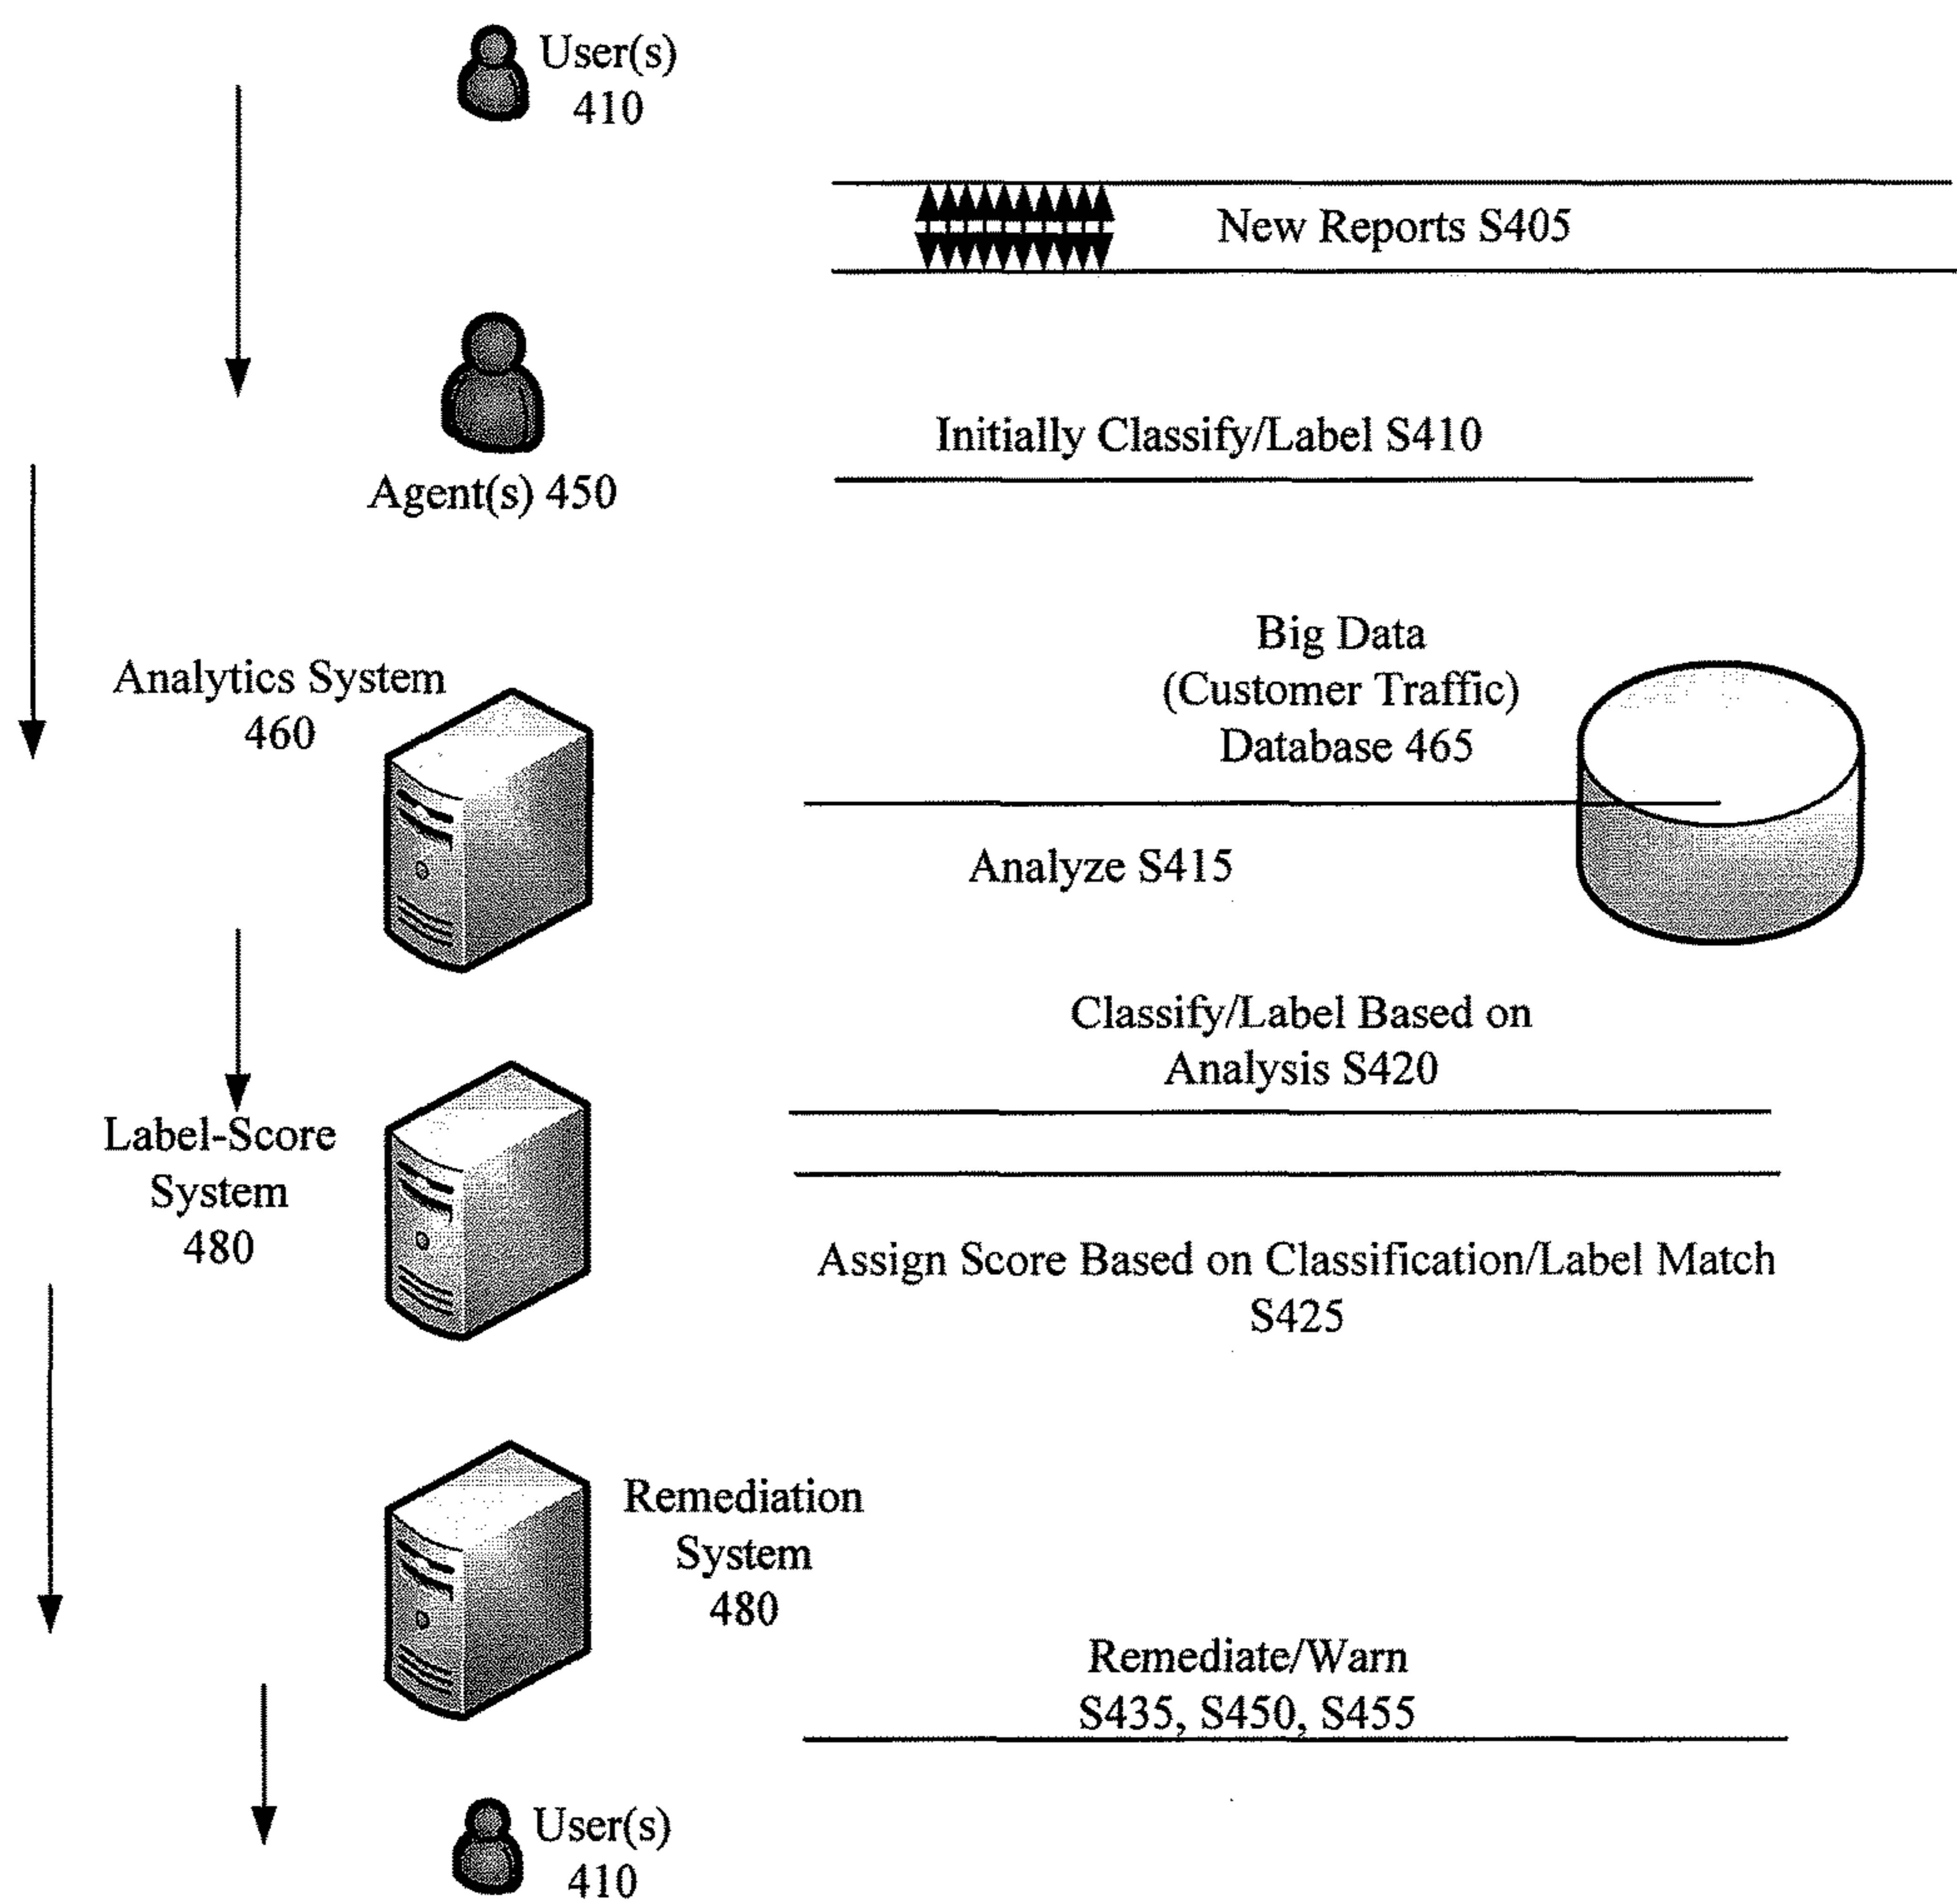 User(s)
410
New Reports S405
Initially Classify/Label S410
Agent(s) 450
Big Data
(Customer Traffic)
Database 465
Analytics System
460
Analyze S415
Classify/Label Based on
Analysis S420
Label-Score
System
480
Assign Score Based on Classification/Label Match
S425
Remediation
System
480
Remediate/Warn
S435, S450, S455
User(s)
410